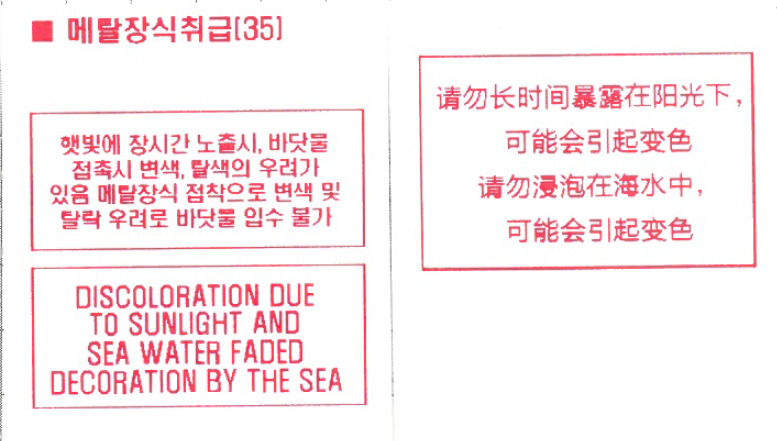 ■ 메탈장식취급(35)
햇빛에 장시간 노출시, 바닷물
접촉시 변색, 탈색의 우려가
있음 메탈장식 접착으로 변색 및
탈락 우려로 바닷물 입수 불가
DISCOLORATION DUE
TO SUNLIGHT AND
SEA WATER FADED
DECORATION BY THE SEA
请勿长时间暴露在阳光下，
可能会引起变色
请勿浸泡在海水中，
可能会引起变色